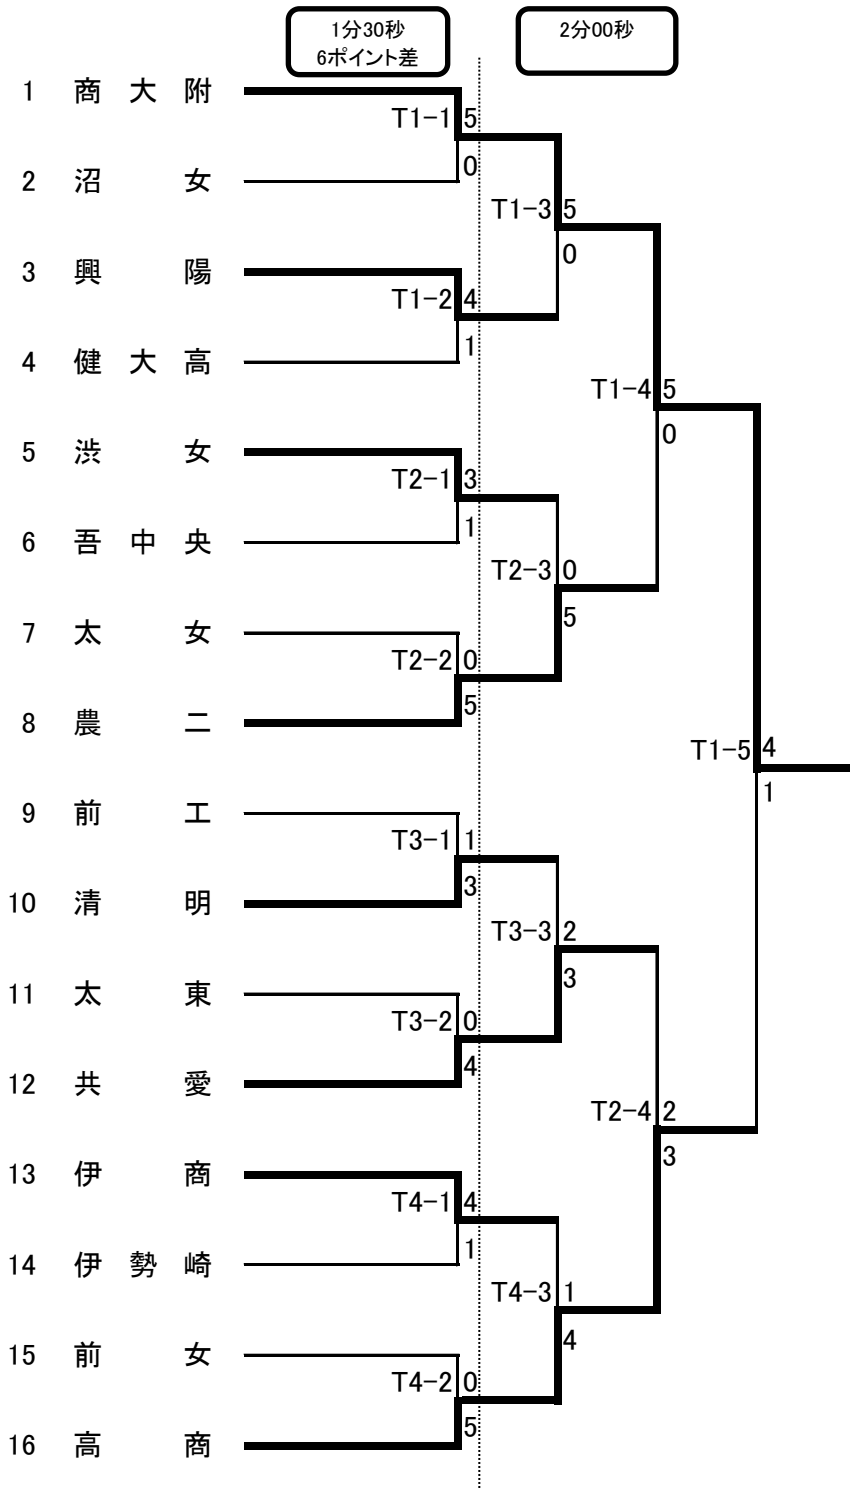 1分30秒
6ポイント差
2分00秒
1 商大附
T1-1 5
0
2 沼女
T1-3 5
0
3 興陽
T1-2 4
1
4 健大高
T1-4 5
0
5 渋女
T2-1 3
1
6 吾中央
T2-3 0
5
7 太女
T2-2 0
5
8 農二
T1-5 4
1
9 前工
T3-1 1
3
10 清明
T3-3 2
3
11 太東
T3-2 0
4
12 共愛
T2-4 2
3
13 伊商
T4-1 4
1
14 伊勢崎
T4-3 1
4
15 前女
T4-2 0
5
16 高商